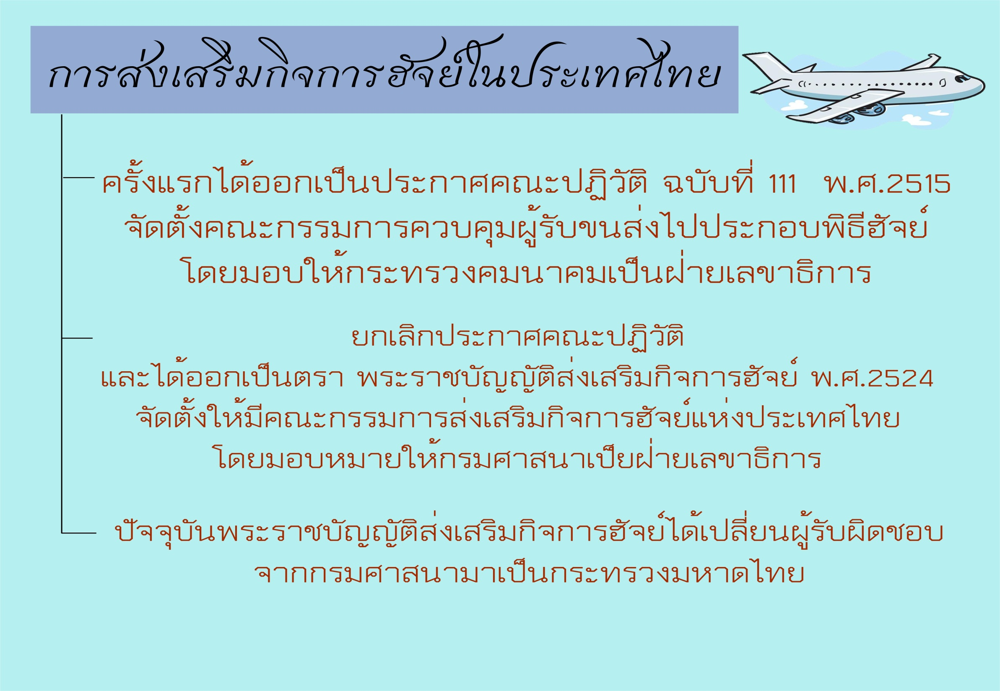 การส่งเสริมกิจการฮัจย์ในประเทศไทย
ครั้งแรกได้ออกเป็นประกาศคณะปฏิวัติ ฉบับที่ 111 พ.ศ.2515
จัดตั้งคณะกรรมการควบคุมผู้รับขนส่งไปประกอบพิธีฮัจย์
โดยมอบให้กระทรวงคมนาคมเป็นฝ่ายเลขาธิการ
ยกเลิกประกาศคณะปฏิวัติ
และได้ออกเป็นตรา พระราชบัญญัติส่งเสริมกิจการฮัจย์ พ.ศ.2524
จัดตั้งให้มีคณะกรรมการส่งเสริมกิจการฮัจย์แห่งประเทศไทย
โดยมอบหมายให้กรมศาสนาเป็ยฝ่ายเลขาธิการ
ปัจจุบันพระราชบัญญัติส่งเสริมกิจการฮัจย์ได้เปลี่ยนผู้รับผิดชอบ
จากกรมศาสนามาเป็นกระทรวงมหาดไทย